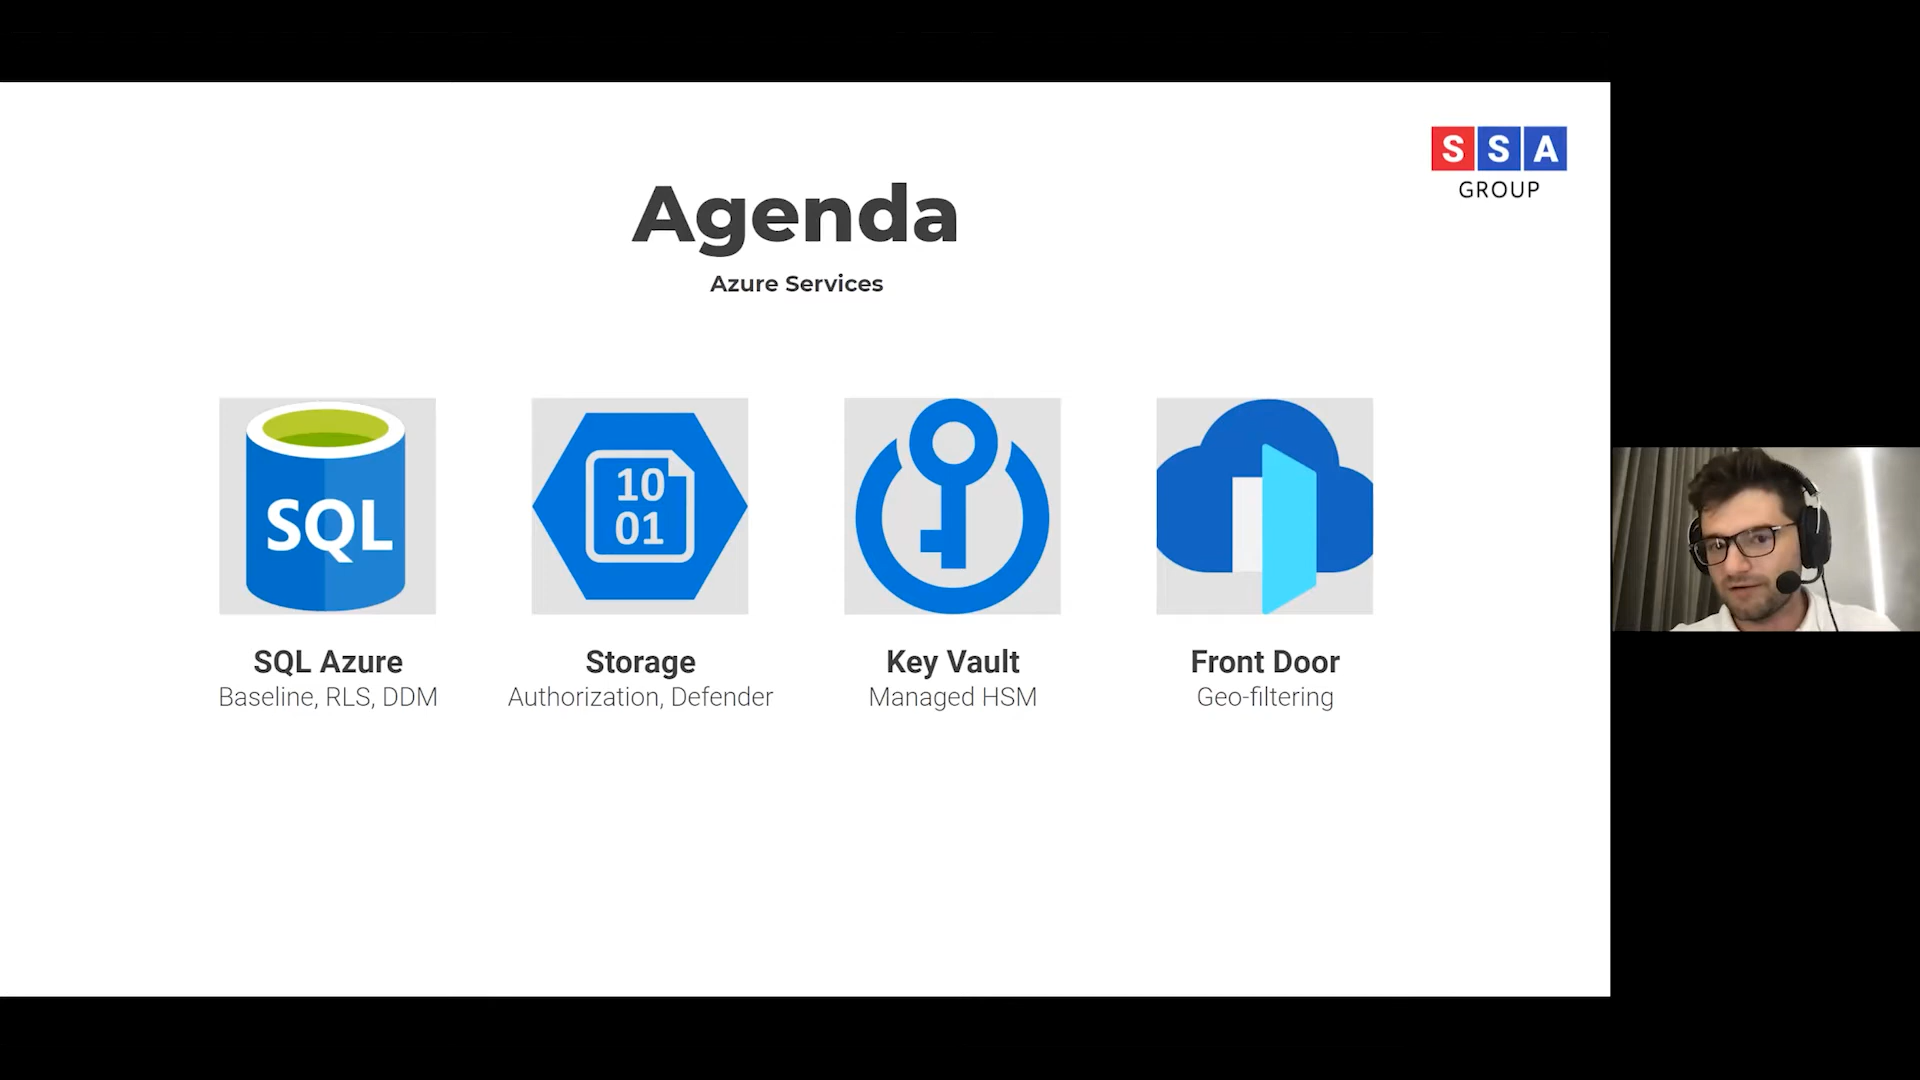 SSA
GROUP
Agenda
Azure Services
SQL
10
01
SQL Azure
Baseline, RLS, DDM
Storage
Authorization, Defender
Key Vault
Managed HSM
Front Door
Geo-filtering